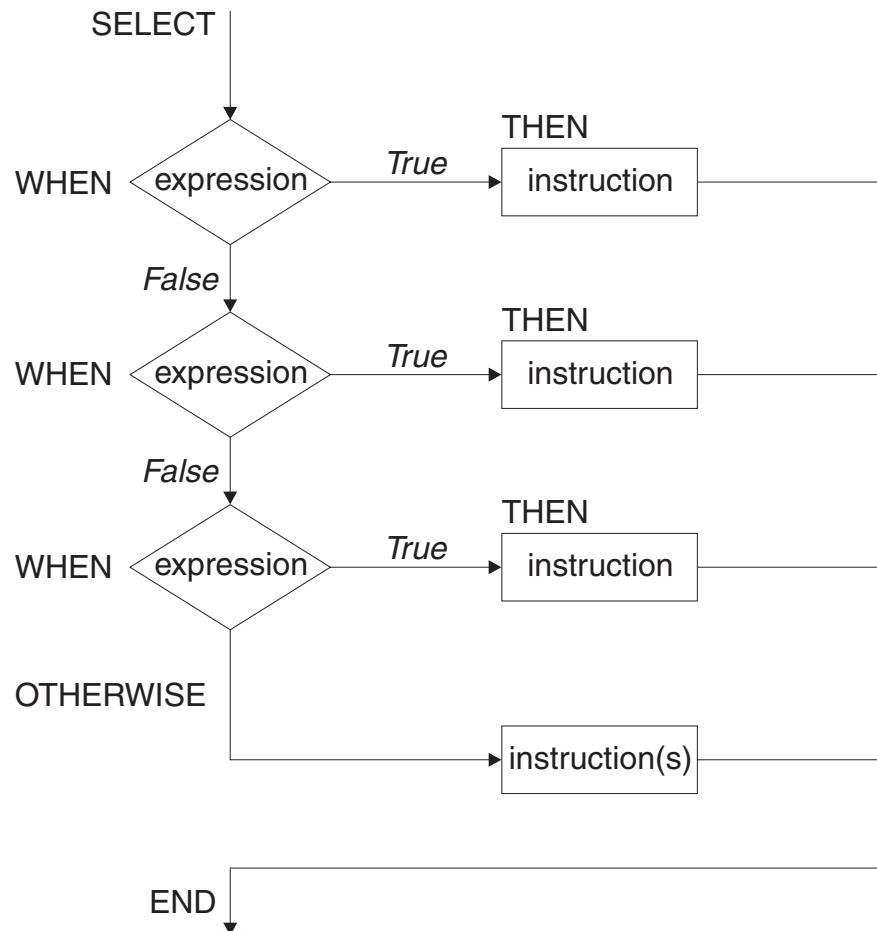 SELECT
THEN
WHEN expression True instruction
False
THEN
WHEN expression True instruction
False
THEN
WHEN expression True instruction
OTHERWISE
instruction(s)
END